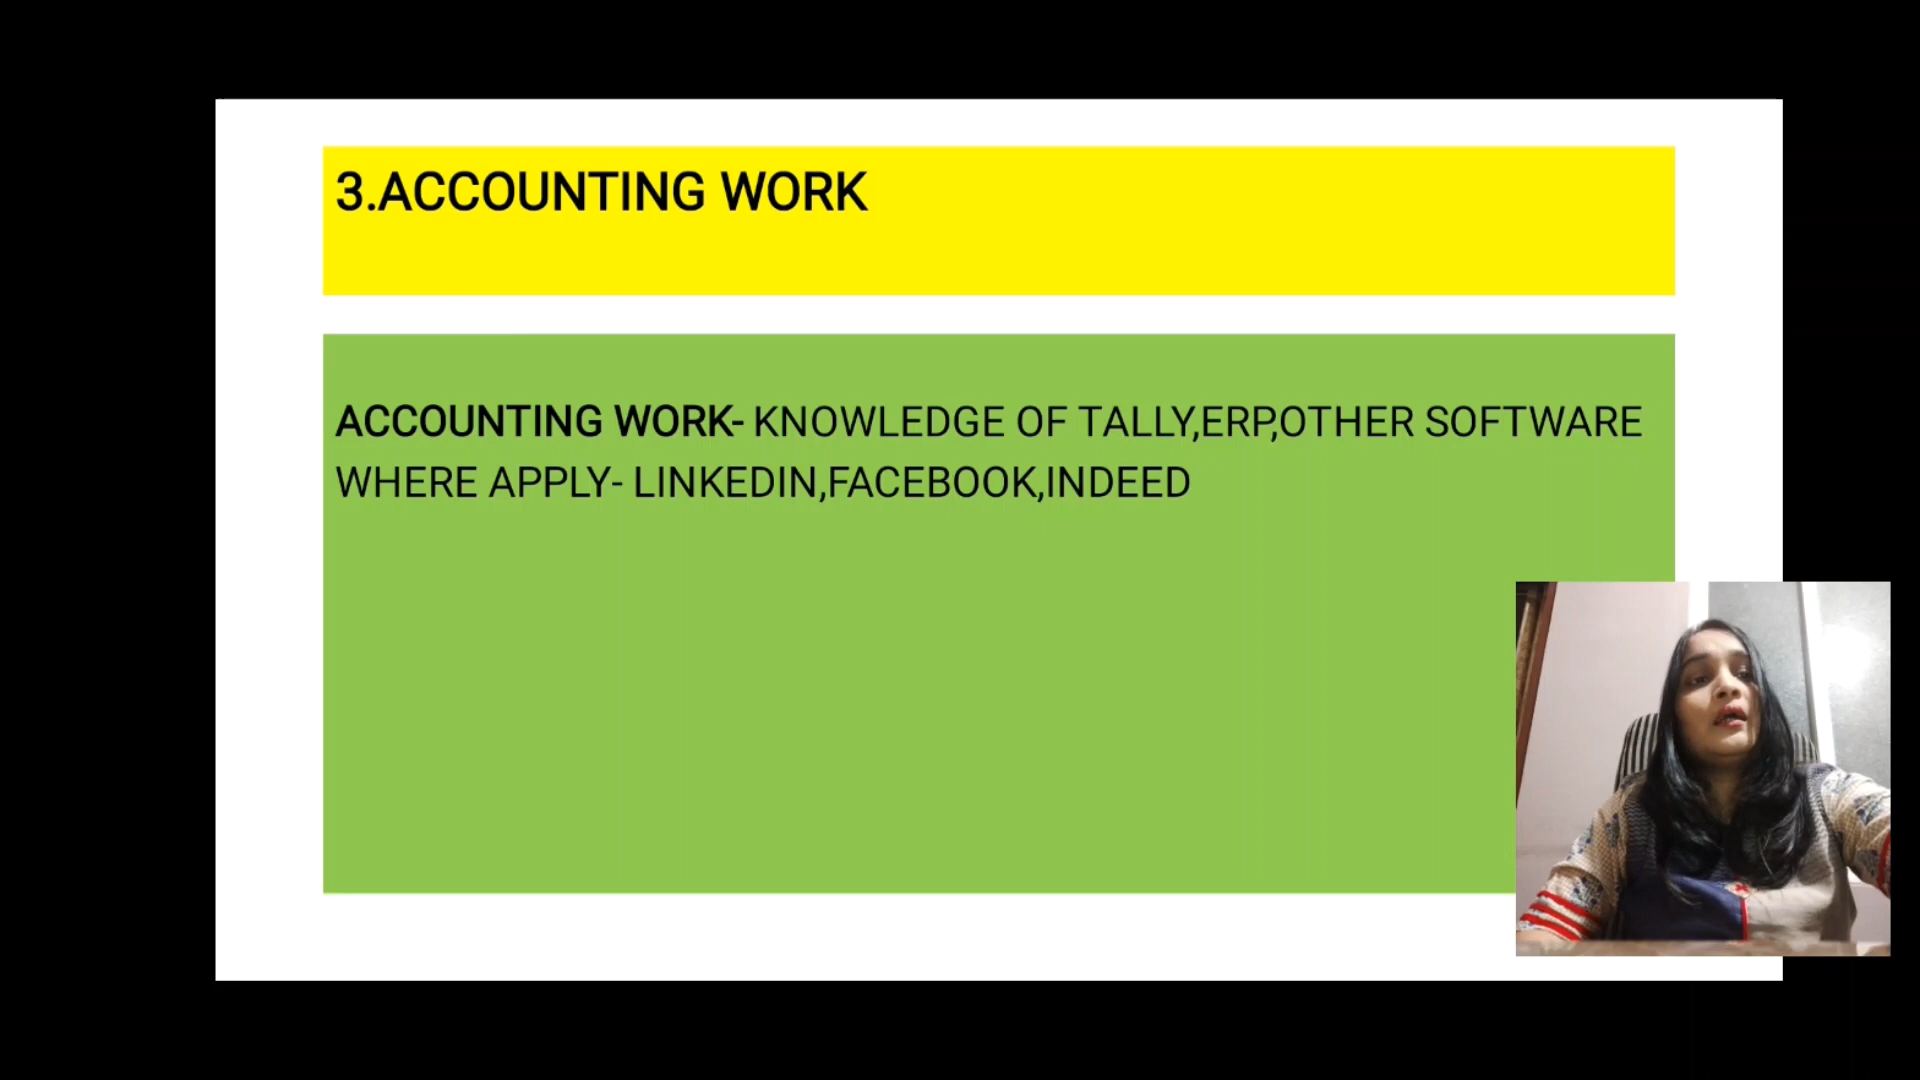 3.ACCOUNTING WORK
ACCOUNTING WORK- KNOWLEDGE OF TALLY,ERP,OTHER SOFTWARE
WHERE APPLY- LINKEDIN,FACEBOOK,INDEED